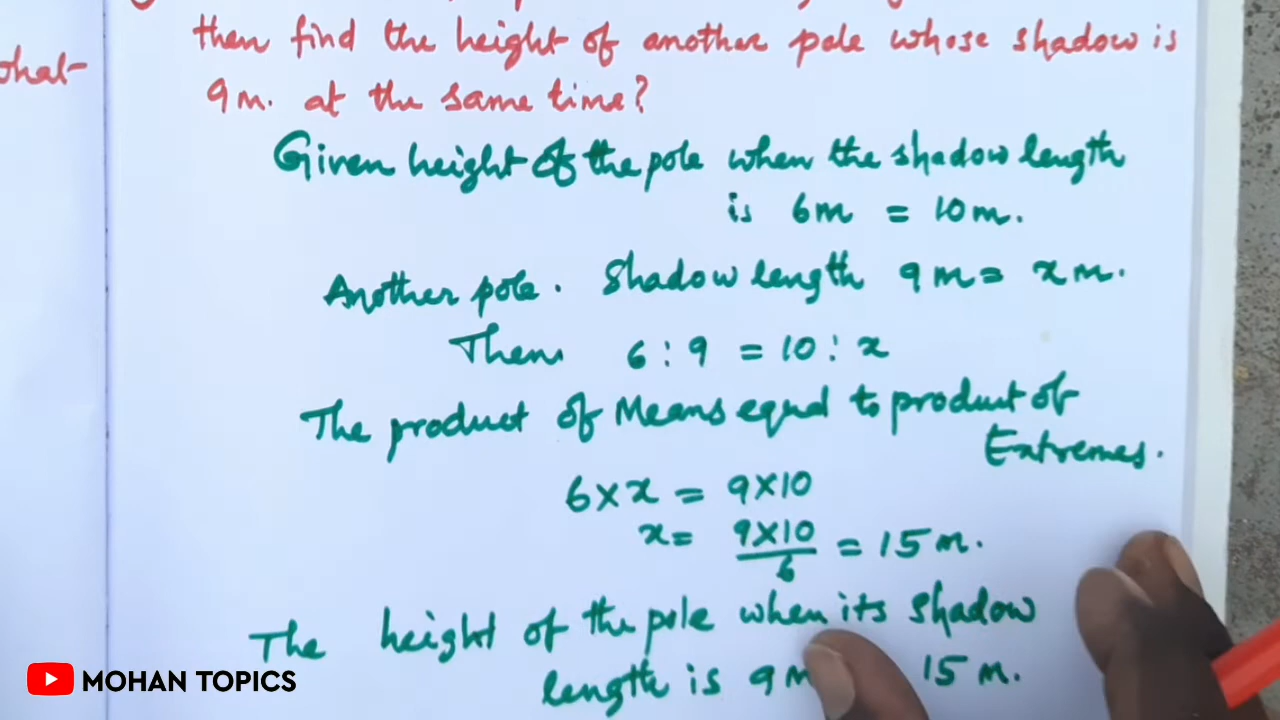 then find the height of another pole whose shadow is
9m. at the same time?
Given height of the pole when the shadow length
is 6m = 10m.
Another pole. Shadow length 9m = x m.
Then 6 : 9 = 10 : x
The product of Means equal to product of
Extremes.
6 × x = 9×10
x = 9×10/6 = 15 m.
The height of the pole when its shadow
length is 9m 15 m.
MOHAN TOPICS